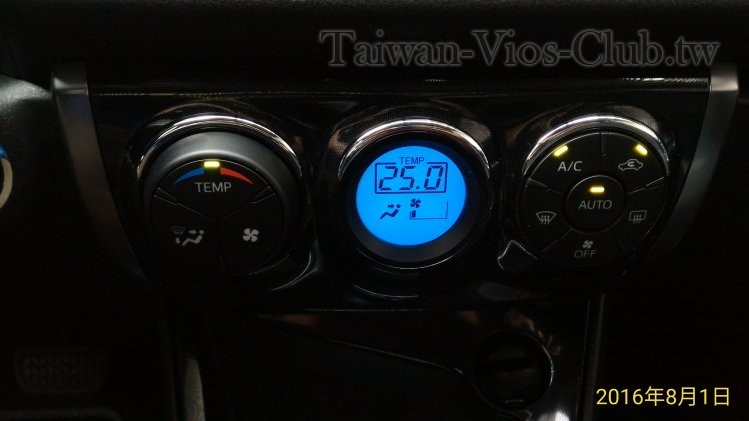 Taiwan-Vios-Club.tw
TEMP
TEMP
25.0
A/C
AUTO
OFF
2016年8月1日